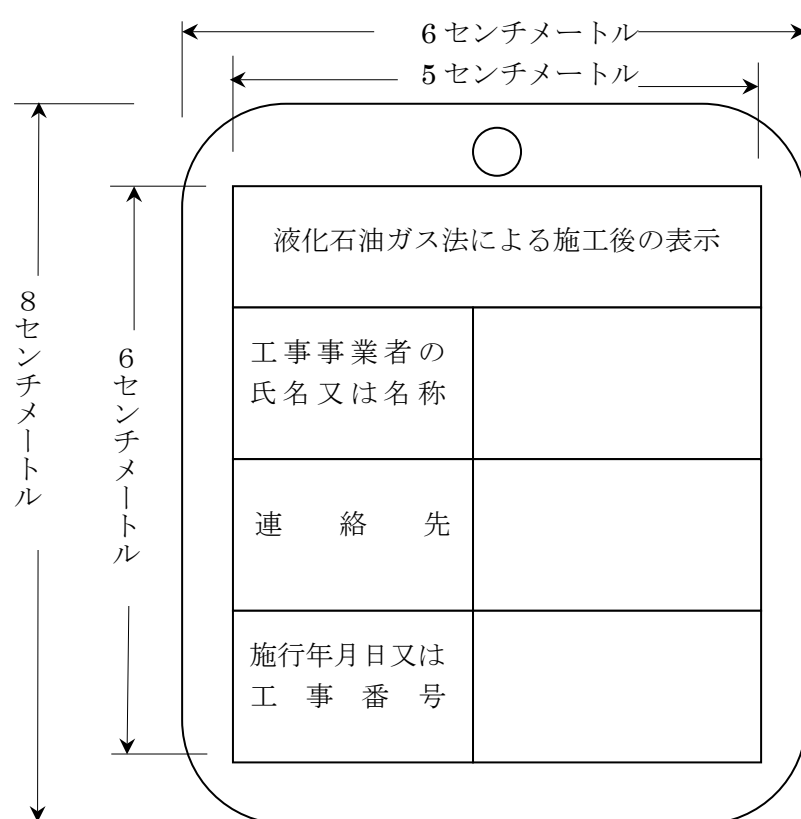 6センチメートル
5センチメートル
8センチメートル
6センチメートル
液化石油ガス法による施工後の表示
工事事業者の
氏名又は名称
連絡先
施行年月日又は
工事番号